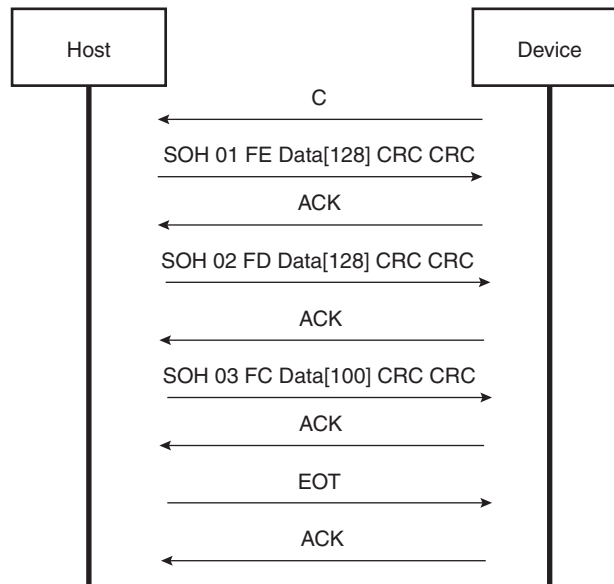 Host
Device
C
SOH 01 FE Data[128] CRC CRC
ACK
SOH 02 FD Data[128] CRC CRC
ACK
SOH 03 FC Data[100] CRC CRC
ACK
EOT
ACK